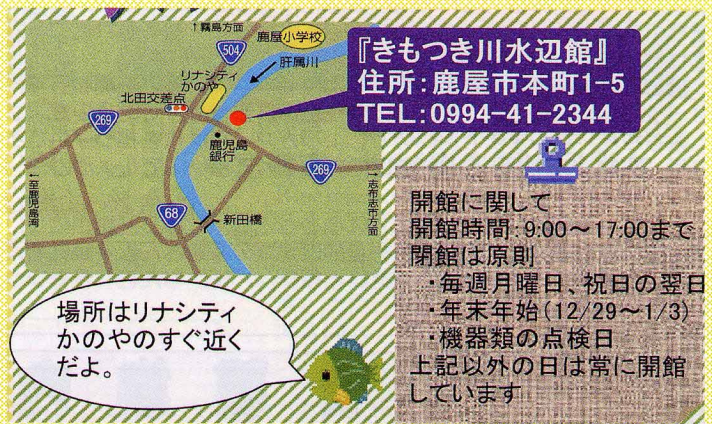 ↑霧島方面
504
鹿屋小学校
肝属川
リナシティ
かのや
北田交差点
269
鹿児島
銀行
269
←至鹿児島湾
→志布志市方面
68
新田橋
『きもつき川水辺館』
住所:鹿屋市本町1-5
TEL:0994-41-2344
開館に関して
開館時間:9:00~17:00まで
閉館は原則
・毎週月曜日、祝日の翌日
・年末年始(12/29~1/3)
・機器類の点検日
上記以外の日は常に開館
しています
場所はリナシティ
かのやのすぐ近く
だよ。